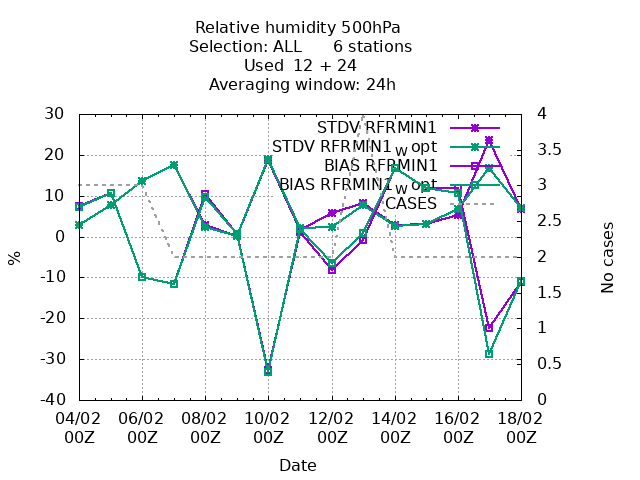 Relative humidity 500hPa
Selection: ALL 6 stations
Used 12 + 24
Averaging window: 24h
STDV RFRMIN1
STDV RFRMIN1_w opt
BIAS RFRMIN1
BIAS RFRMIN1_w opt
CASES
30
20
10
0
-10
-20
-30
-40
%
4
3.5
3
2.5
2
1.5
1
0.5
0
No cases
04/02 06/02 08/02 10/02 12/02 14/02 16/02 18/02
00Z 00Z 00Z 00Z 00Z 00Z 00Z 00Z
Date